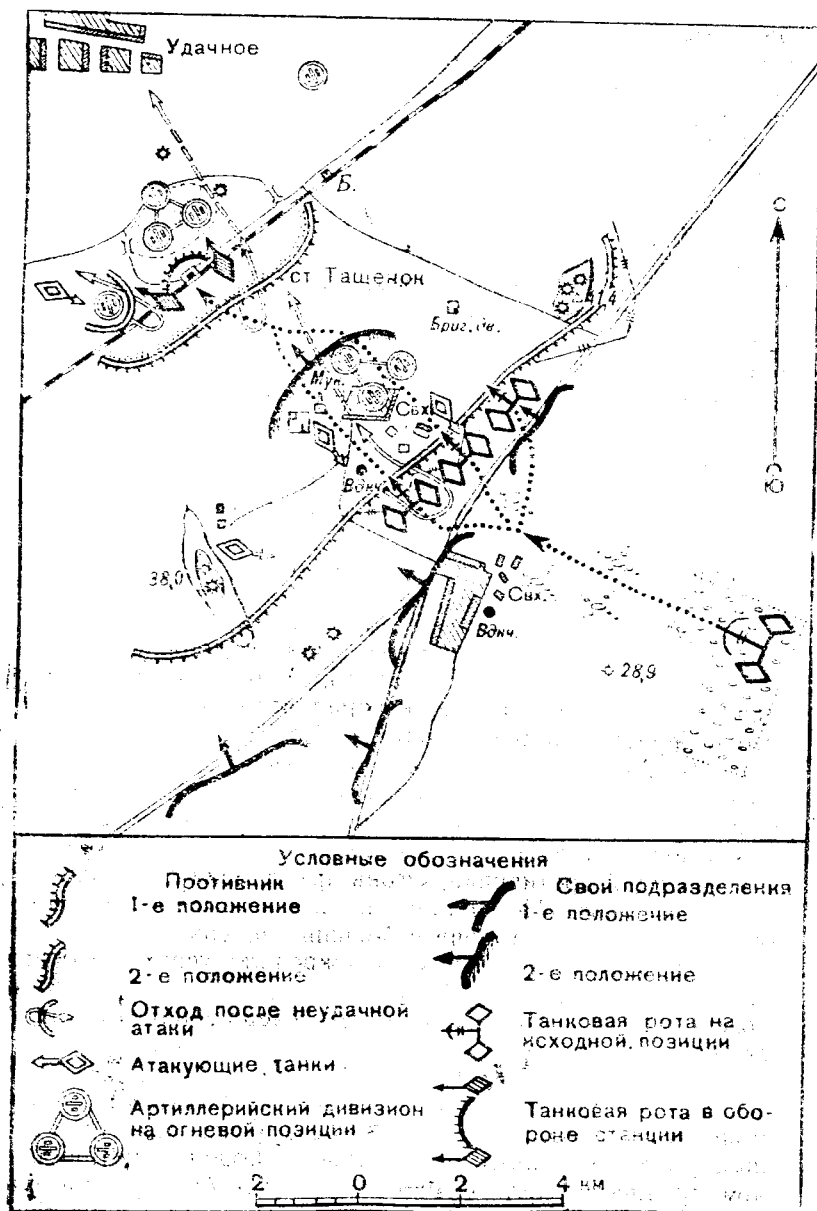 Удачное
Б.
С
ст Тащенок
Бриг. дв.
Свх.
Вдкч.
38,0
Свх.
Вдкч.
28,9
Ю
Условные обозначения
Противник
1-е положение
2-е положение
Отход после неудачной
атаки
Атакующие танки
Артиллерийский дивизион
на огневой позиции
Свои подразделения
1-е положение
2-е положение
Танковая рота на
исходной позиции
Танковая рота в обо-
роне станции
2 0 2 4 км